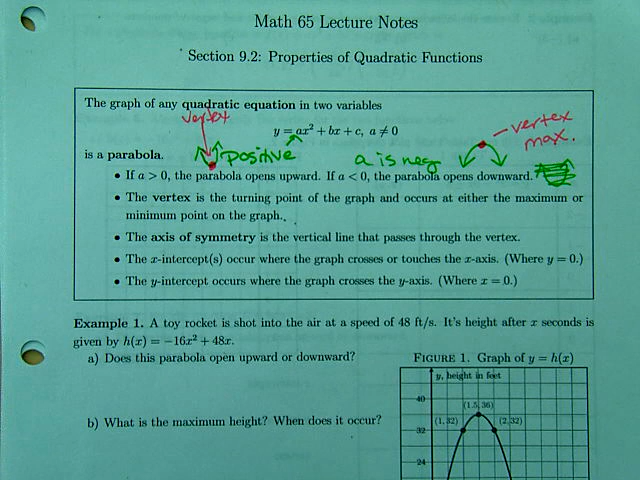 Math 65 Lecture Notes
Section 9.2: Properties of Quadratic Functions
The graph of any quadratic equation in two variables
vertex
y = ax² + bx + c, a ≠ 0
vertex
max.
is a parabola.
positive
a is neg
• If a > 0, the parabola opens upward. If a < 0, the parabola opens downward.
• The vertex is the turning point of the graph and occurs at either the maximum or
minimum point on the graph.
• The axis of symmetry is the vertical line that passes through the vertex.
• The x-intercept(s) occur where the graph crosses or touches the x-axis. (Where y = 0.)
• The y-intercept occurs where the graph crosses the y-axis. (Where x = 0.)
Example 1. A toy rocket is shot into the air at a speed of 48 ft/s. It's height after x seconds is
given by h(x) = −16x² + 48x.
a) Does this parabola open upward or downward?
FIGURE 1. Graph of y = h(x)
y, height in feet
40
(1.5, 36)
b) What is the maximum height? When does it occur?
(1, 32)
(2, 32)
32
24